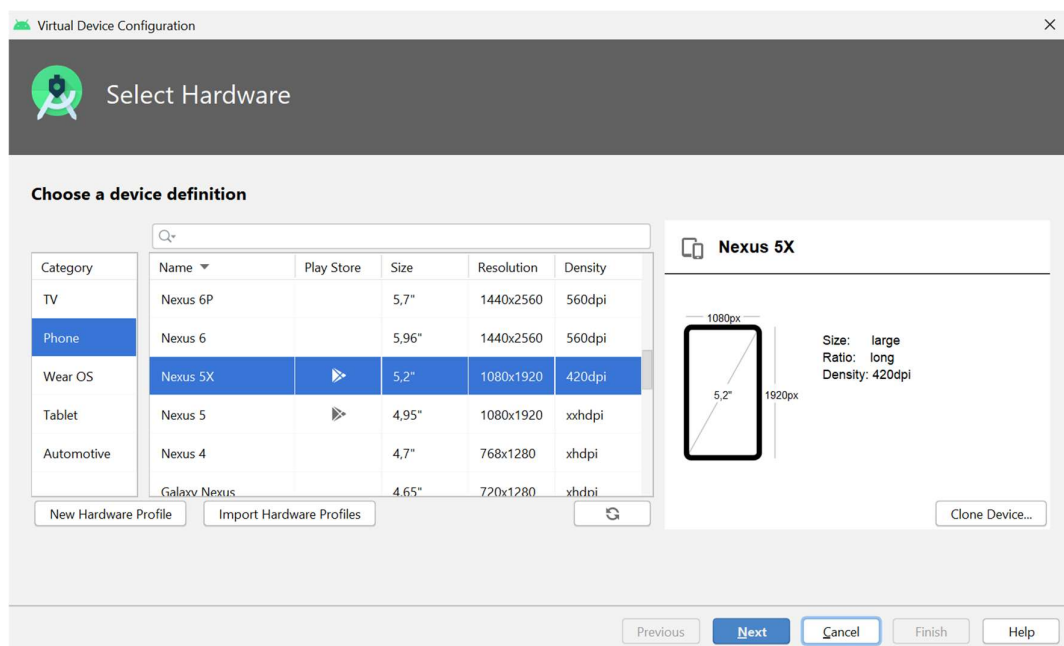 Virtual Device Configuration
Select Hardware
Choose a device definition
Category
TV
Phone
Wear OS
Tablet
Automotive
Name Play Store Size Resolution Density
Nexus 6P 5,7" 1440x2560 560dpi
Nexus 6 5,96" 1440x2560 560dpi
Nexus 5X 5,2" 1080x1920 420dpi
Nexus 5 4,95" 1080x1920 xxhdpi
Nexus 4 4,7" 768x1280 xhdpi
Galaxy Nexus 4,65" 720x1280 xhdpi
New Hardware Profile Import Hardware Profiles
Nexus 5X
1080px
5,2" 1920px
Size: large
Ratio: long
Density: 420dpi
Clone Device...
Previous Next Cancel Finish Help